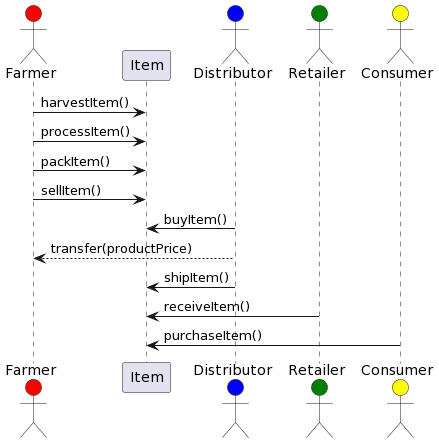 Farmer
Item
Distributor
Retailer
Consumer
harvestItem()
processItem()
packItem()
sellItem()
buyItem()
transfer(productPrice)
shipItem()
receiveItem()
purchaseItem()
Farmer
Item
Distributor
Retailer
Consumer